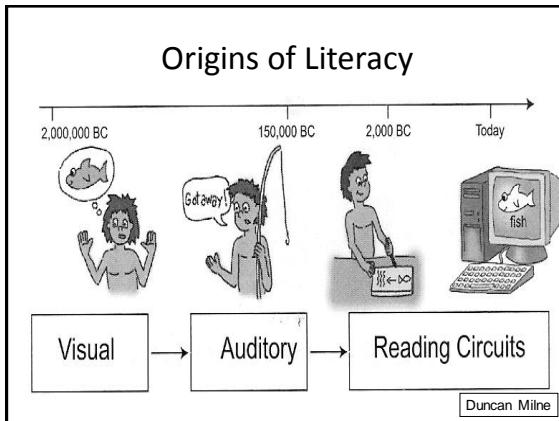 Origins of Literacy
2,000,000 BC 150,000 BC 2,000 BC Today
Got away!
fish
Visual Auditory Reading Circuits
Duncan Milne